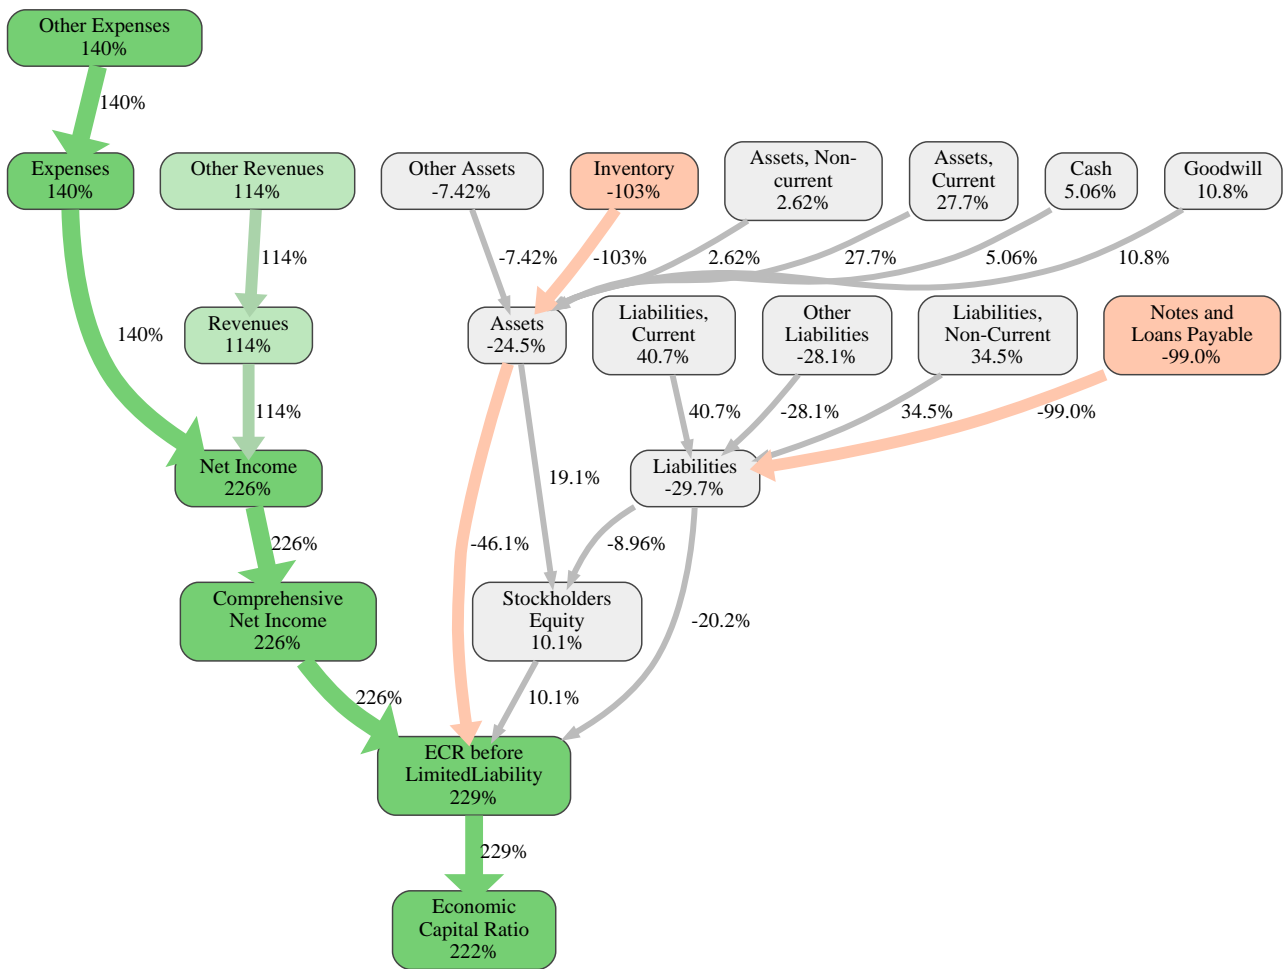 Other Expenses
140%
140%
Expenses
140%
Other Revenues
114%
Other Assets
-7.42%
Inventory
-103%
Assets, Non-
current
2.62%
Assets,
Current
27.7%
Cash
5.06%
Goodwill
10.8%
114%
-7.42%
-103%
2.62%
27.7%
5.06%
10.8%
140%
Revenues
114%
Assets
-24.5%
Liabilities,
Current
40.7%
Other
Liabilities
-28.1%
Liabilities,
Non-Current
34.5%
Notes and
Loans Payable
-99.0%
114%
40.7%
-28.1%
34.5%
-99.0%
Net Income
226%
19.1%
Liabilities
-29.7%
226%
-46.1%
-8.96%
Comprehensive
Net Income
226%
Stockholders
Equity
10.1%
-20.2%
226%
10.1%
ECR before
LimitedLiability
229%
229%
Economic
Capital Ratio
222%